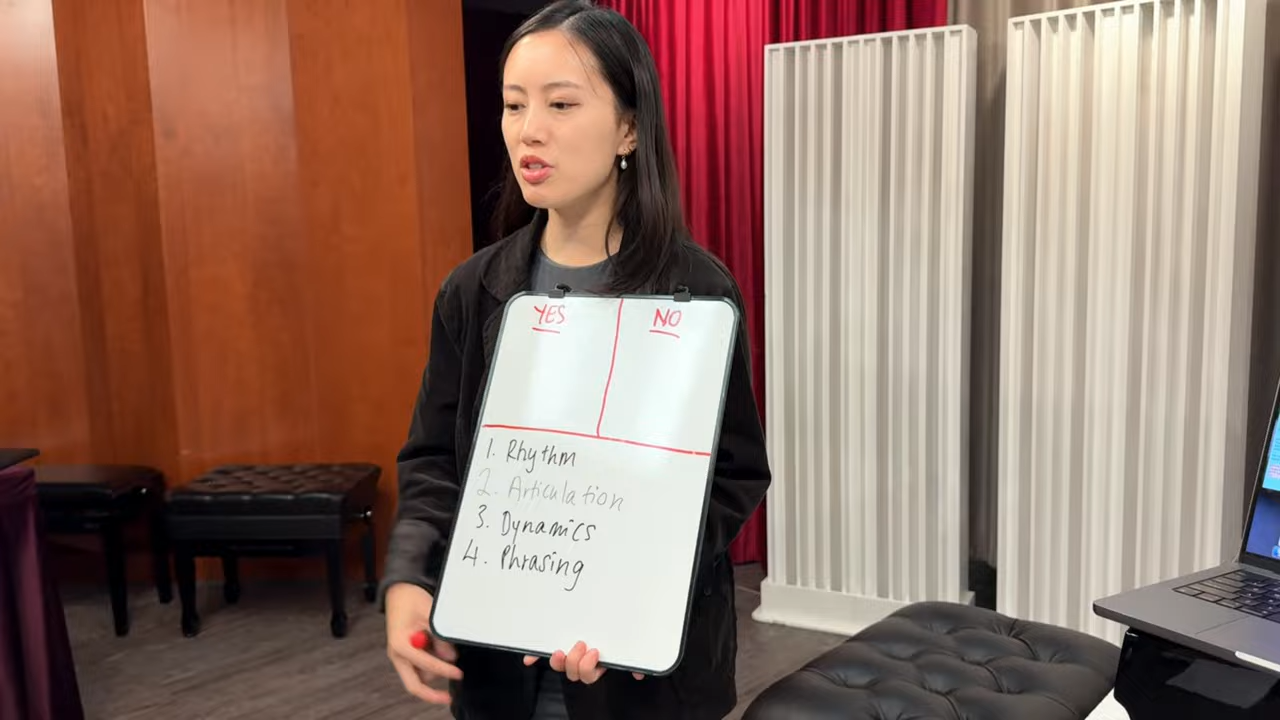 YES NO
1. Rhythm
2. Articulation
3. Dynamics
4. Phrasing